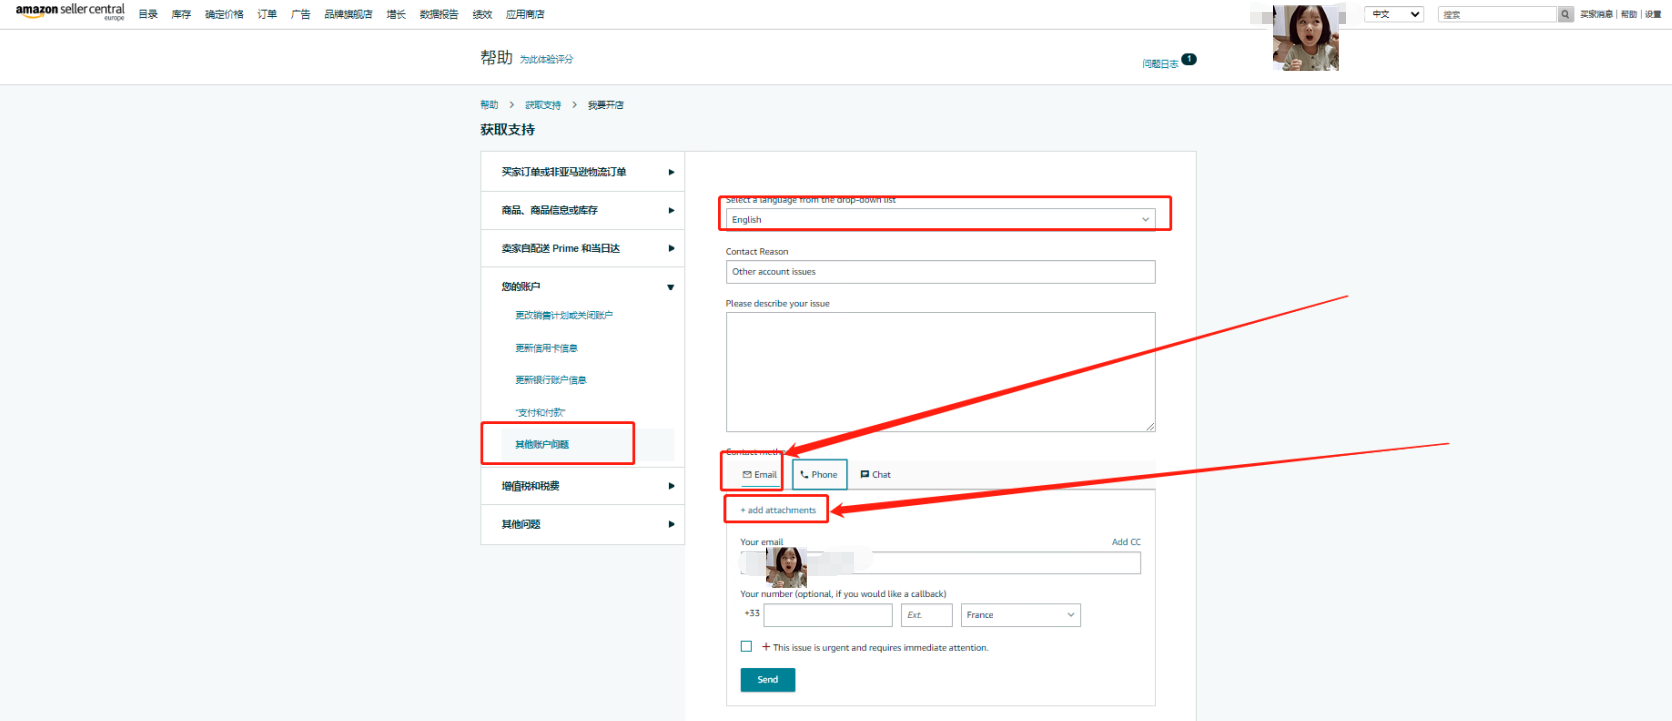 amazon seller central
europe
目录 库存 确定价格 订单 广告 品牌旗舰店 增长 数据报告 绩效 应用商店
中文
搜索
买家消息 | 帮助 | 设置
帮助 为此体验评分
问题日志 1
帮助 > 获取支持 > 我要开店
获取支持
买家订单或非亚马逊物流订单
商品、商品信息或库存
卖家自配送 Prime 和当日达
您的账户
更改销售计划或关闭账户
更新信用卡信息
更新银行账户信息
"支付和付款"
其他账户问题
增值税和税费
其他问题
Select a language from the drop-down list
English
Contact Reason
Other account issues
Please describe your issue
Contact metho
Email Phone Chat
+ add attachments
Your email Add CC
Your number (optional, if you would like a callback)
+33 Ext. France
+ This issue is urgent and requires immediate attention.
Send